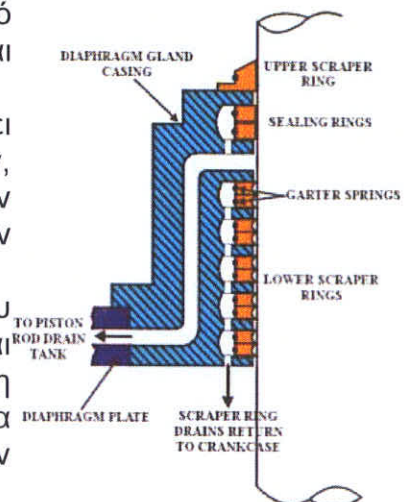 ό
αι
DIAPHRAGM GLAND
CASING
UPPER SCRAPER
RING
SEALING RINGS
GARTER SPRINGS
LOWER SCRAPER
RINGS
TO PISTON
ROD DRAIN
TANK
DIAPHRAGM PLATE
SCRAPER RING
DRAINS RETURN
TO CRANKCASE